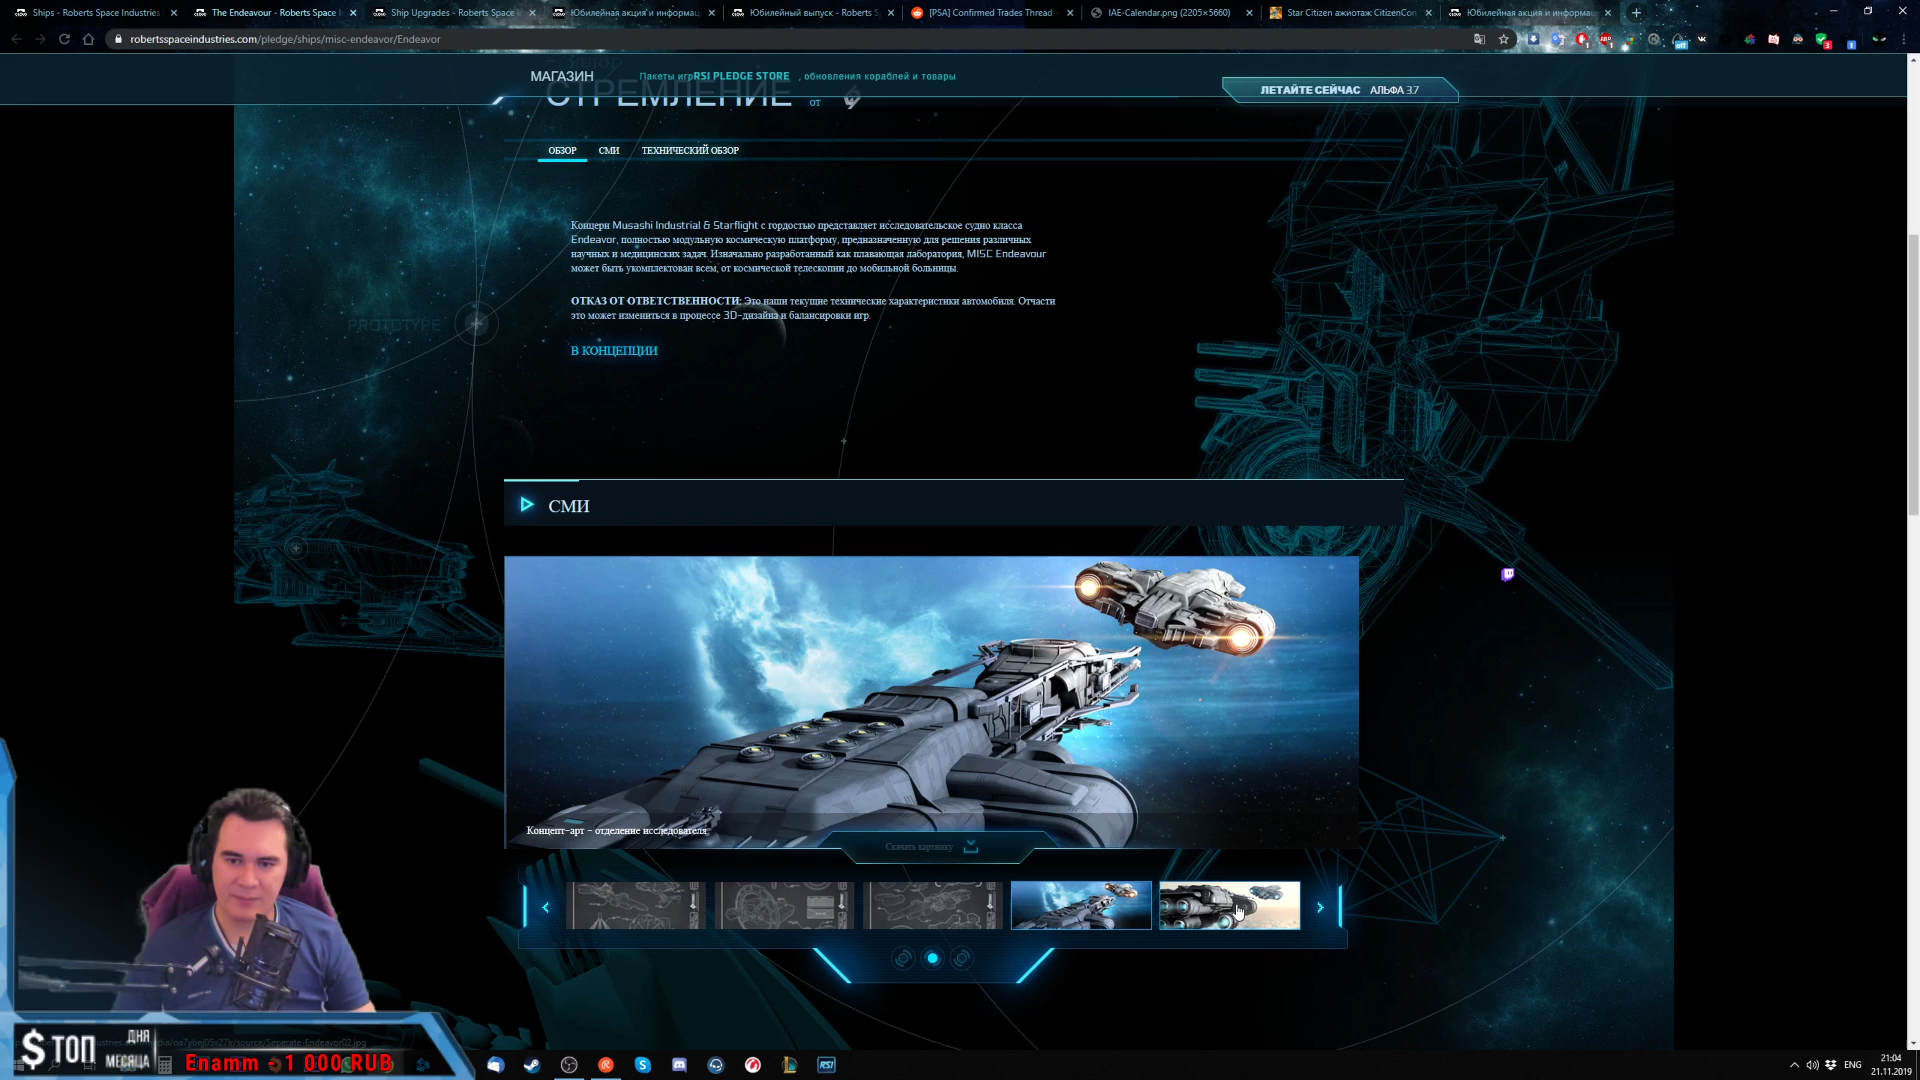 Ships - Roberts Space Industries
The Endeavour - Roberts Space I
Ship Upgrades - Roberts Space I
Юбилейная акция и информац
Юбилейный выпуск - Roberts S
[PSA] Confirmed Trades Thread
IAE-Calendar.png (2205×5660)
Star Citizen ажиотаж CitizenCon
Юбилейная акция и информац
robertsspaceindustries.com/pledge/ships/misc-endeavor/Endeavor
МАГАЗИН
Пакеты игр RSI PLEDGE STORE , обновления кораблей и товары
ЛЕТАЙТЕ СЕЙЧАС АЛЬФА 3.7
СТРЕМЛЕНИЕ от
ОБЗОР СМИ ТЕХНИЧЕСКИЙ ОБЗОР
Концерн Musashi Industrial & Starflight с гордостью представляет исследовательское судно класса
Endeavor, полностью модульную космическую платформу, предназначенную для решения различных
научных и медицинских задач. Изначально разработанный как плавающая лаборатория, MISC Endeavour
может быть укомплектован всем, от космической телескопии до мобильной больницы.
ОТКАЗ ОТ ОТВЕТСТВЕННОСТИ: Это наши текущие технические характеристики автомобиля. Отчасти
это может измениться в процессе 3D-дизайна и балансировки игр.
PROTOTYPE
В КОНЦЕПЦИИ
СМИ
Концепт-арт - отделение исследователя
Скачать картинку
$ТОП ДНЯ
МЕСЯЦА
Enamm - 1 000 RUB
RSI
ENG
21:04
21.11.2019